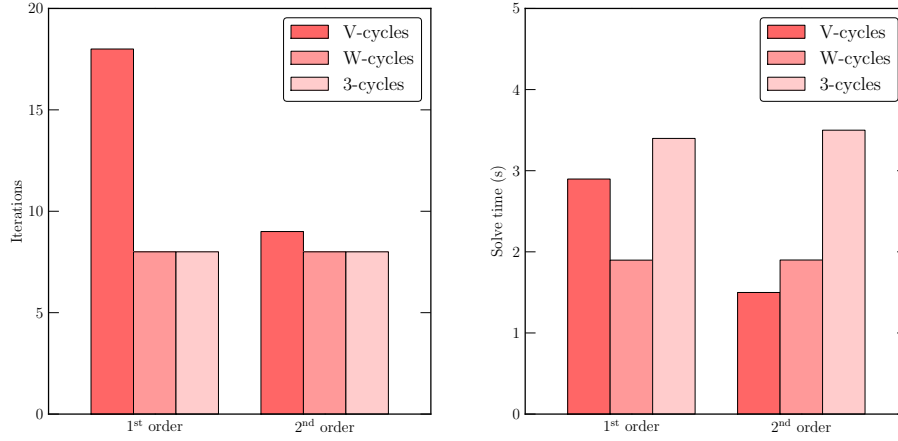 20
15
10
5
0
Iterations
V-cycles
W-cycles
3-cycles
1st order
2nd order
5
4
3
2
1
0
Solve time (s)
V-cycles
W-cycles
3-cycles
1st order
2nd order